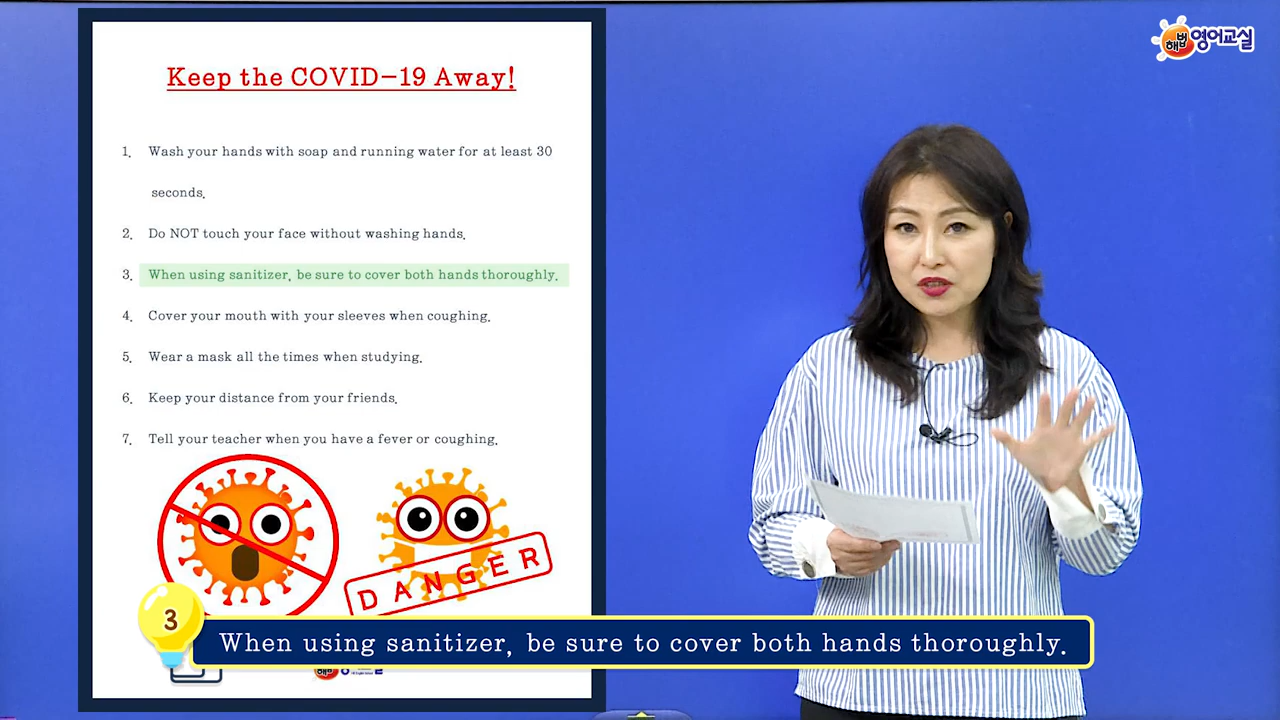 해법영어교실
Keep the COVID-19 Away!
1. Wash your hands with soap and running water for at least 30
seconds.
2. Do NOT touch your face without washing hands.
3. When using sanitizer, be sure to cover both hands thoroughly.
4. Cover your mouth with your sleeves when coughing.
5. Wear a mask all the times when studying.
6. Keep your distance from your friends.
7. Tell your teacher when you have a fever or coughing.
DANGER
3
When using sanitizer, be sure to cover both hands thoroughly.
해법